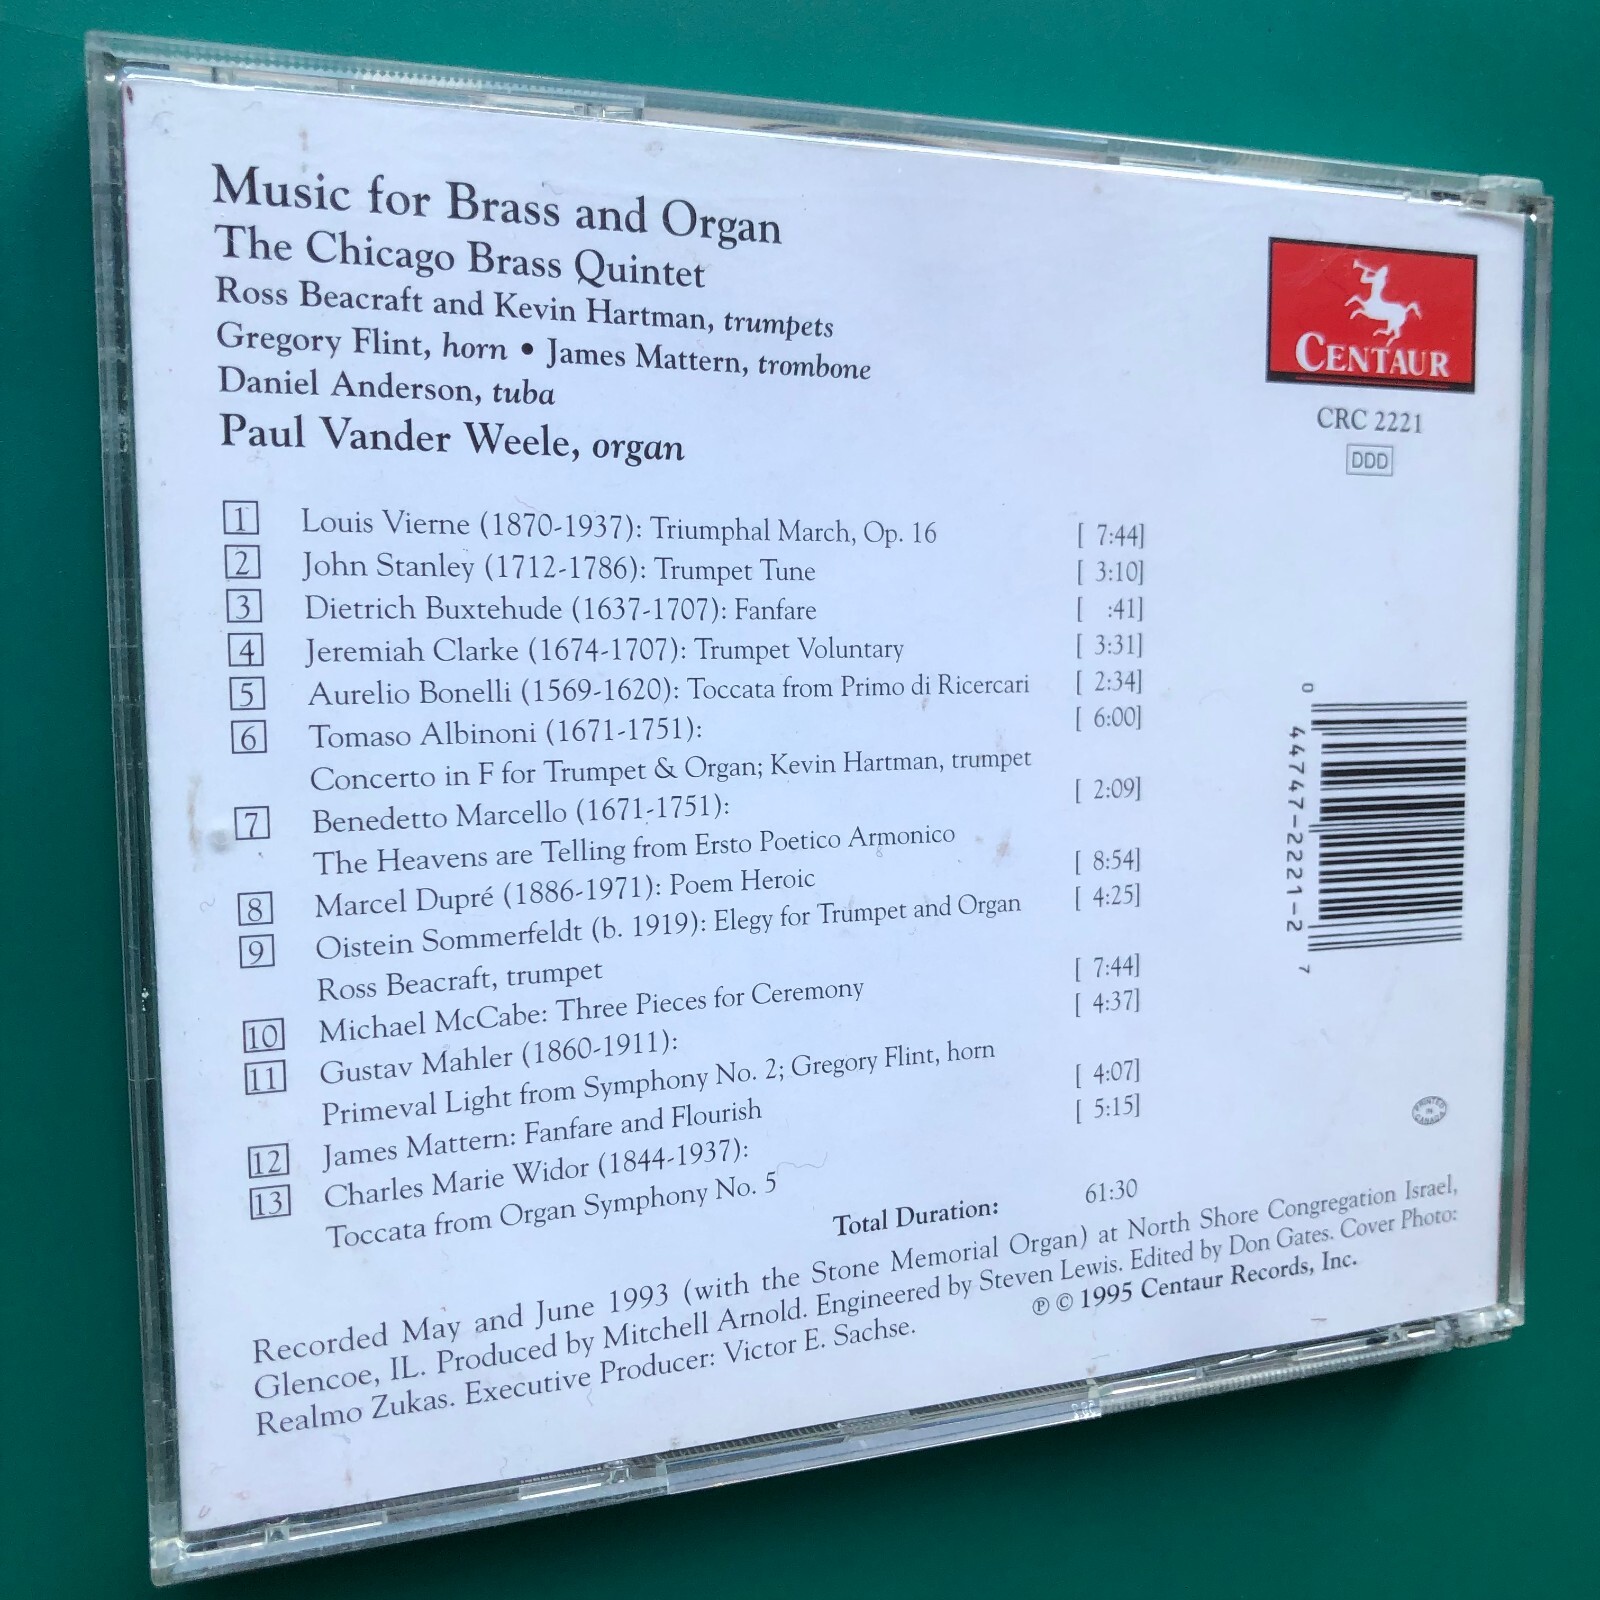 Music for Brass and Organ
The Chicago Brass Quintet
Ross Beacraft and Kevin Hartman, trumpets
Gregory Flint, horn • James Mattern, trombone
Daniel Anderson, tuba
Paul Vander Weele, organ
CENTAUR
CRC 2221
DDD
1 Louis Vierne (1870-1937): Triumphal March, Op. 16 [ 7:44]
2 John Stanley (1712-1786): Trumpet Tune [ 3:10]
3 Dietrich Buxtehude (1637-1707): Fanfare [ :41]
4 Jeremiah Clarke (1674-1707): Trumpet Voluntary [ 3:31]
5 Aurelio Bonelli (1569-1620): Toccata from Primo di Ricercari [ 2:34]
6 Tomaso Albinoni (1671-1751): [ 6:00]
Concerto in F for Trumpet & Organ; Kevin Hartman, trumpet
7 Benedetto Marcello (1671-1751): [ 2:09]
The Heavens are Telling from Ersto Poetico Armonico
8 Marcel Dupré (1886-1971): Poem Heroic [ 8:54]
9 Oistein Sommerfeldt (b. 1919): Elegy for Trumpet and Organ [ 4:25]
Ross Beacraft, trumpet
10 Michael McCabe: Three Pieces for Ceremony [ 7:44]
11 Gustav Mahler (1860-1911): [ 4:37]
Primeval Light from Symphony No. 2; Gregory Flint, horn
12 James Mattern: Fanfare and Flourish [ 4:07]
13 Charles Marie Widor (1844-1937): [ 5:15]
Toccata from Organ Symphony No. 5
Total Duration: 61:30
Recorded May and June 1993 (with the Stone Memorial Organ) at North Shore Congregation Israel,
Glencoe, IL. Produced by Mitchell Arnold. Engineered by Steven Lewis. Edited by Don Gates. Cover Photo:
Realmo Zukas. Executive Producer: Victor E. Sachse. ℗ © 1995 Centaur Records, Inc.
0 44747-2221-2 7
PRINTED
IN
CANADA